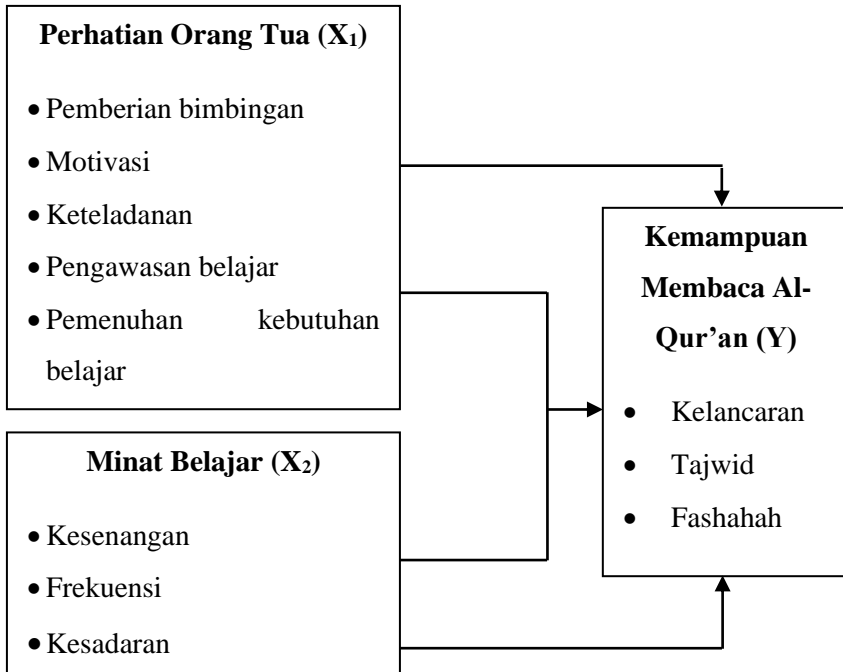 Perhatian Orang Tua (X₁)
• Pemberian bimbingan
• Motivasi
• Keteladanan
• Pengawasan belajar
• Pemenuhan kebutuhan
belajar
Minat Belajar (X₂)
• Kesenangan
• Frekuensi
• Kesadaran
Kemampuan
Membaca Al-
Qur’an (Y)
• Kelancaran
• Tajwid
• Fashahah